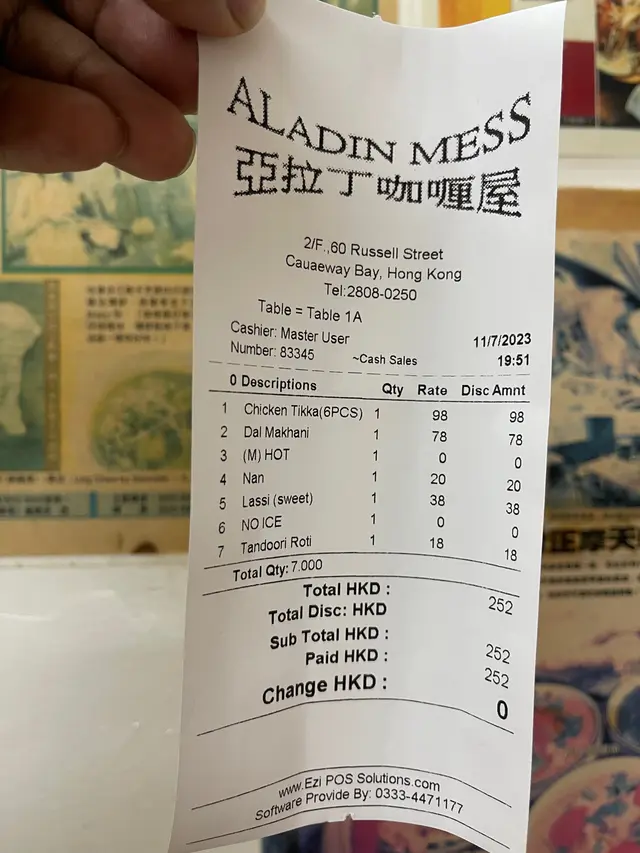 ALADIN MESS
亞拉丁咖喱屋
2/F.,60 Russell Street
Cauaeway Bay, Hong Kong
Tel:2808-0250
Table = Table 1A
Cashier: Master User 11/7/2023
Number: 83345 ~Cash Sales 19:51
0 Descriptions Qty Rate Disc Amnt
1 Chicken Tikka(6PCS) 1 98 98
2 Dal Makhani 1 78 78
3 (M) HOT 1 0 0
4 Nan 1 20 20
5 Lassi (sweet) 1 38 38
6 NO ICE 1 0 0
7 Tandoori Roti 1 18 18
Total Qty: 7.000
Total HKD : 252
Total Disc: HKD
Sub Total HKD : 252
Paid HKD : 252
Change HKD : 0
www.Ezi POS Solutions.com
Software Provide By: 0333-4471177
正摩天